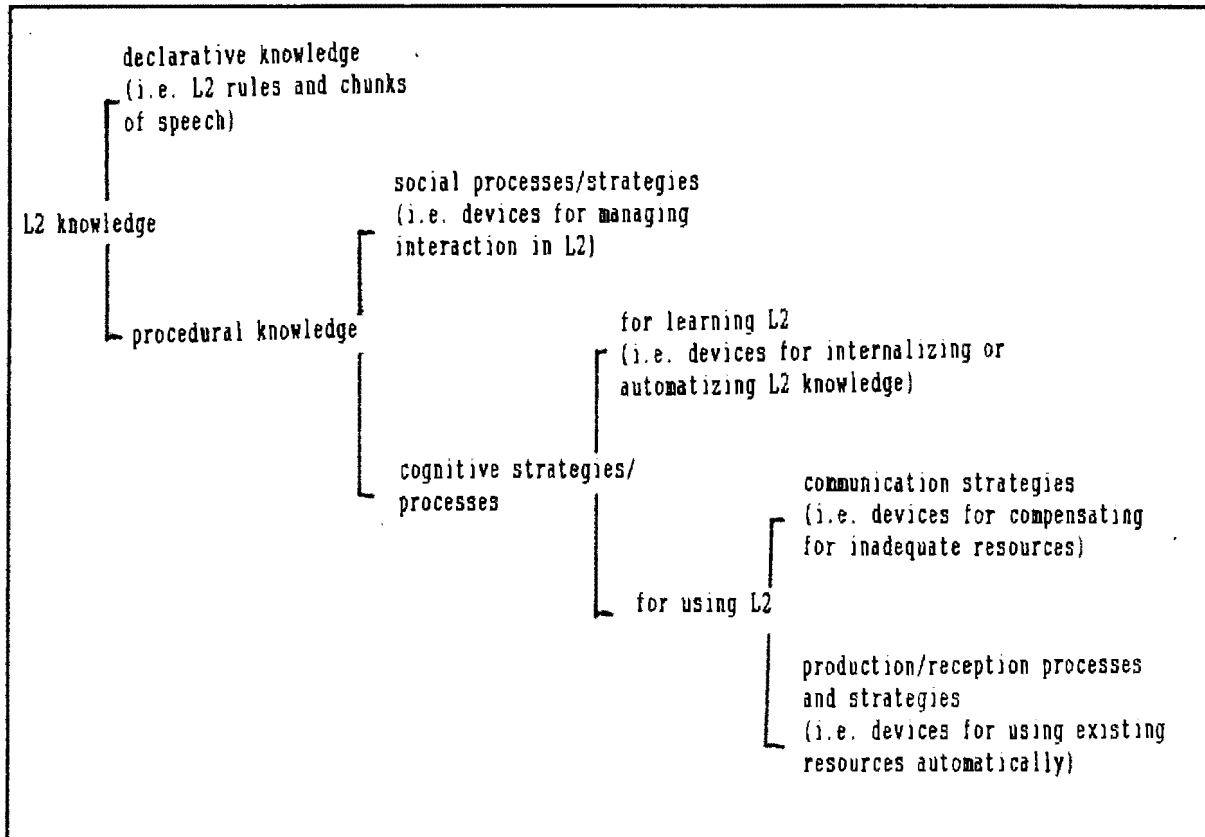 declarative knowledge
(i.e. L2 rules and chunks
of speech)
social processes/strategies
(i.e. devices for managing
interaction in L2)
L2 knowledge
procedural knowledge
for learning L2
(i.e. devices for internalizing or
automatizing L2 knowledge)
cognitive strategies/
processes
communication strategies
(i.e. devices for compensating
for inadequate resources)
for using L2
production/reception processes
and strategies
(i.e. devices for using existing
resources automatically)